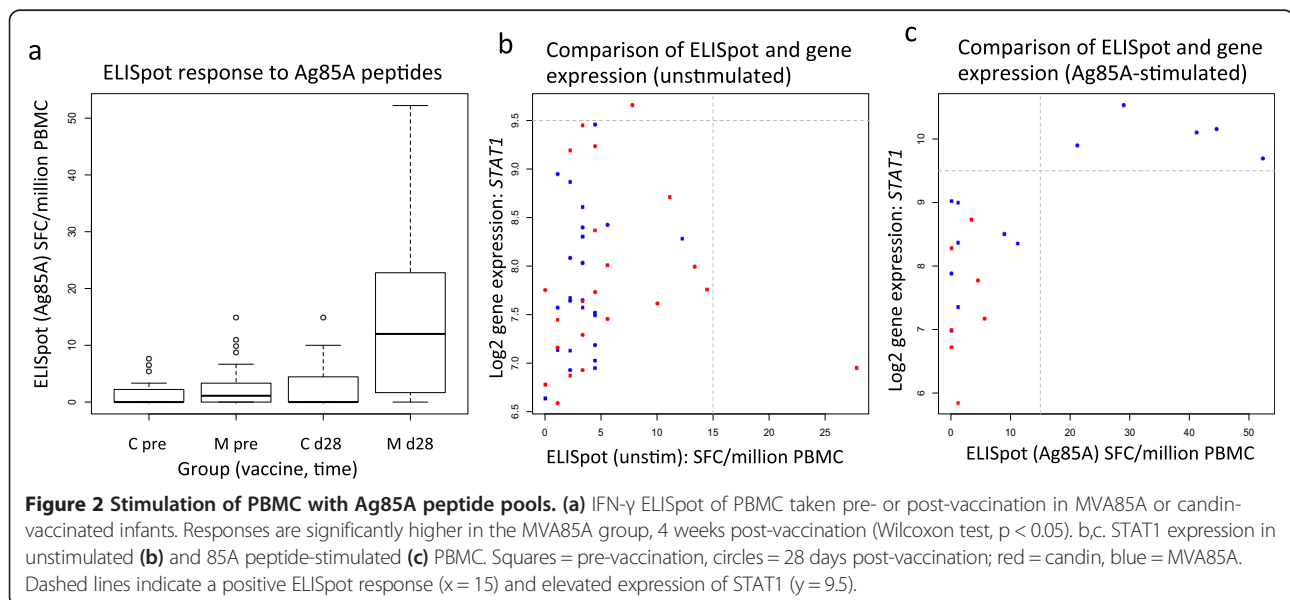 a
ELISpot response to Ag85A peptides
ELISpot (Ag85A) SFC/million PBMC
50
40
30
20
10
0
C pre M pre C d28 M d28
Group (vaccine, time)
b
Comparison of ELISpot and gene
expression (unstimulated)
Log2 gene expression: STAT1
9.5
9.0
8.5
8.0
7.5
7.0
6.5
0 5 10 15 20 25
ELISpot (unstim): SFC/million PBMC
c
Comparison of ELISpot and gene
expression (Ag85A-stimulated)
Log2 gene expression: STAT1
10
9
8
7
6
0 10 20 30 40 50
ELISpot (Ag85A) SFC/million PBMC
Figure 2 Stimulation of PBMC with Ag85A peptide pools. (a) IFN-γ ELISpot of PBMC taken pre- or post-vaccination in MVA85A or candin-
vaccinated infants. Responses are significantly higher in the MVA85A group, 4 weeks post-vaccination (Wilcoxon test, p < 0.05). b,c. STAT1 expression in
unstimulated (b) and 85A peptide-stimulated (c) PBMC. Squares = pre-vaccination, circles = 28 days post-vaccination; red = candin, blue = MVA85A.
Dashed lines indicate a positive ELISpot response (x = 15) and elevated expression of STAT1 (y = 9.5).